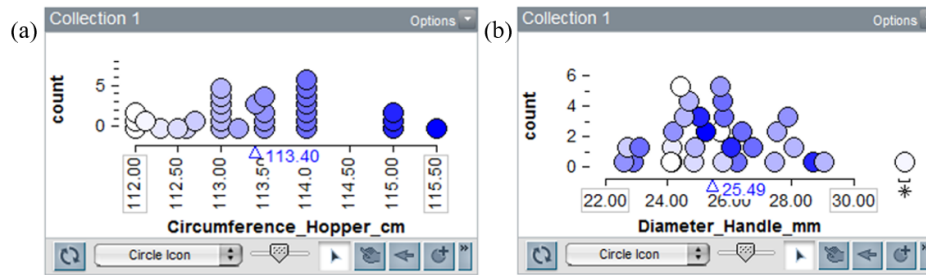 (a)
Collection 1 Options
count
5
0
113.40
112.00 112.50 113.00 113.50 114.0 114.50 115.00 115.50
Circumference_Hopper_cm
Circle Icon
»
(b)
Collection 1 Options
count
6
4
2
0
25.49
22.00 24.00 26.00 28.00 30.00 *
Diameter_Handle_mm
Circle Icon
»